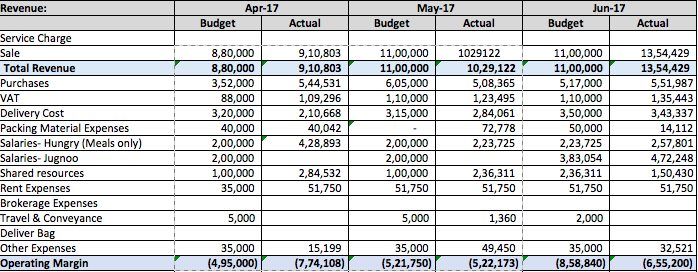 Revenue: Apr-17 May-17 Jun-17
Budget Actual Budget Actual Budget Actual
Service Charge
Sale 8,80,000 9,10,803 11,00,000 1029122 11,00,000 13,54,429
Total Revenue 8,80,000 9,10,803 11,00,000 10,29,122 11,00,000 13,54,429
Purchases 3,52,000 5,44,531 6,05,000 5,08,365 5,17,000 5,51,987
VAT 88,000 1,09,296 1,10,000 1,23,495 1,10,000 1,35,443
Delivery Cost 3,20,000 2,10,668 3,15,000 2,84,061 3,50,000 3,43,337
Packing Material Expenses 40,000 40,042 - 72,778 50,000 14,112
Salaries- Hungry (Meals only) 2,00,000 4,28,893 2,00,000 2,23,725 2,23,725 2,57,801
Salaries- Jugnoo 2,00,000 2,00,000 3,83,054 4,72,248
Shared resources 1,00,000 2,84,532 1,00,000 2,36,311 2,36,311 1,50,430
Rent Expenses 35,000 51,750 51,750 51,750 51,750 51,750
Brokerage Expenses
Travel & Conveyance 5,000 5,000 1,360 2,000
Deliver Bag
Other Expenses 35,000 15,199 35,000 49,450 35,000 32,521
Operating Margin (4,95,000) (7,74,108) (5,21,750) (5,22,173) (8,58,840) (6,55,200)